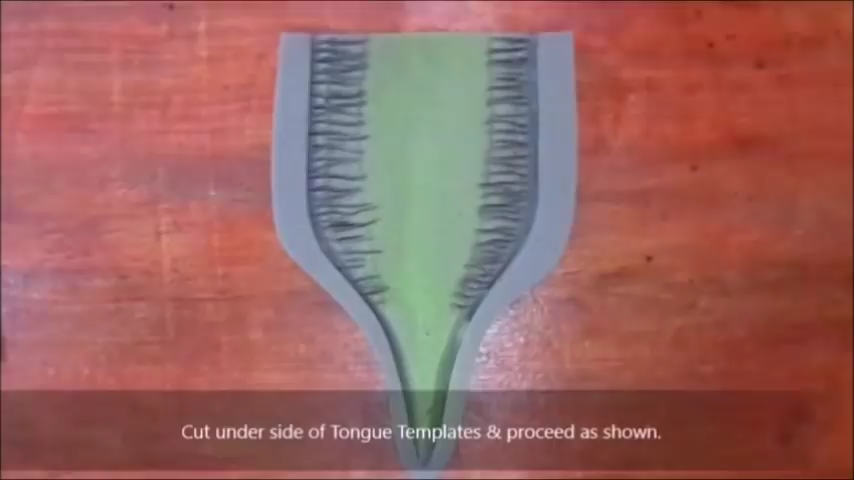 Cut under side of Tongue Templates & proceed as shown.